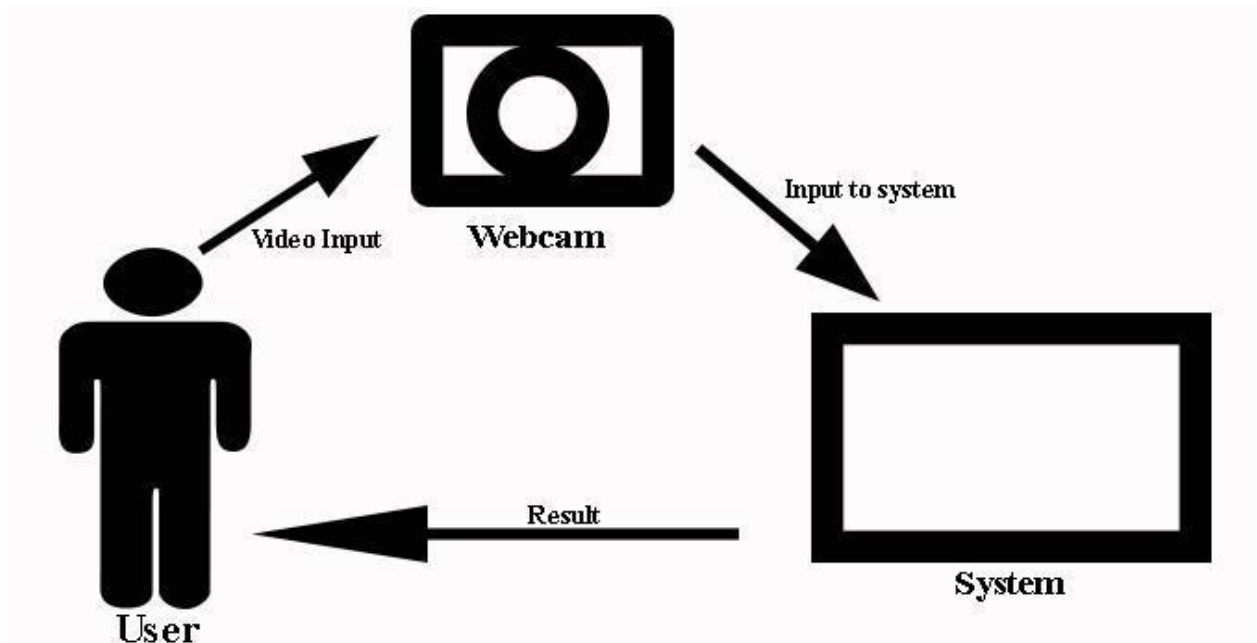 Video Input
Webcam
Input to system
Result
System
User